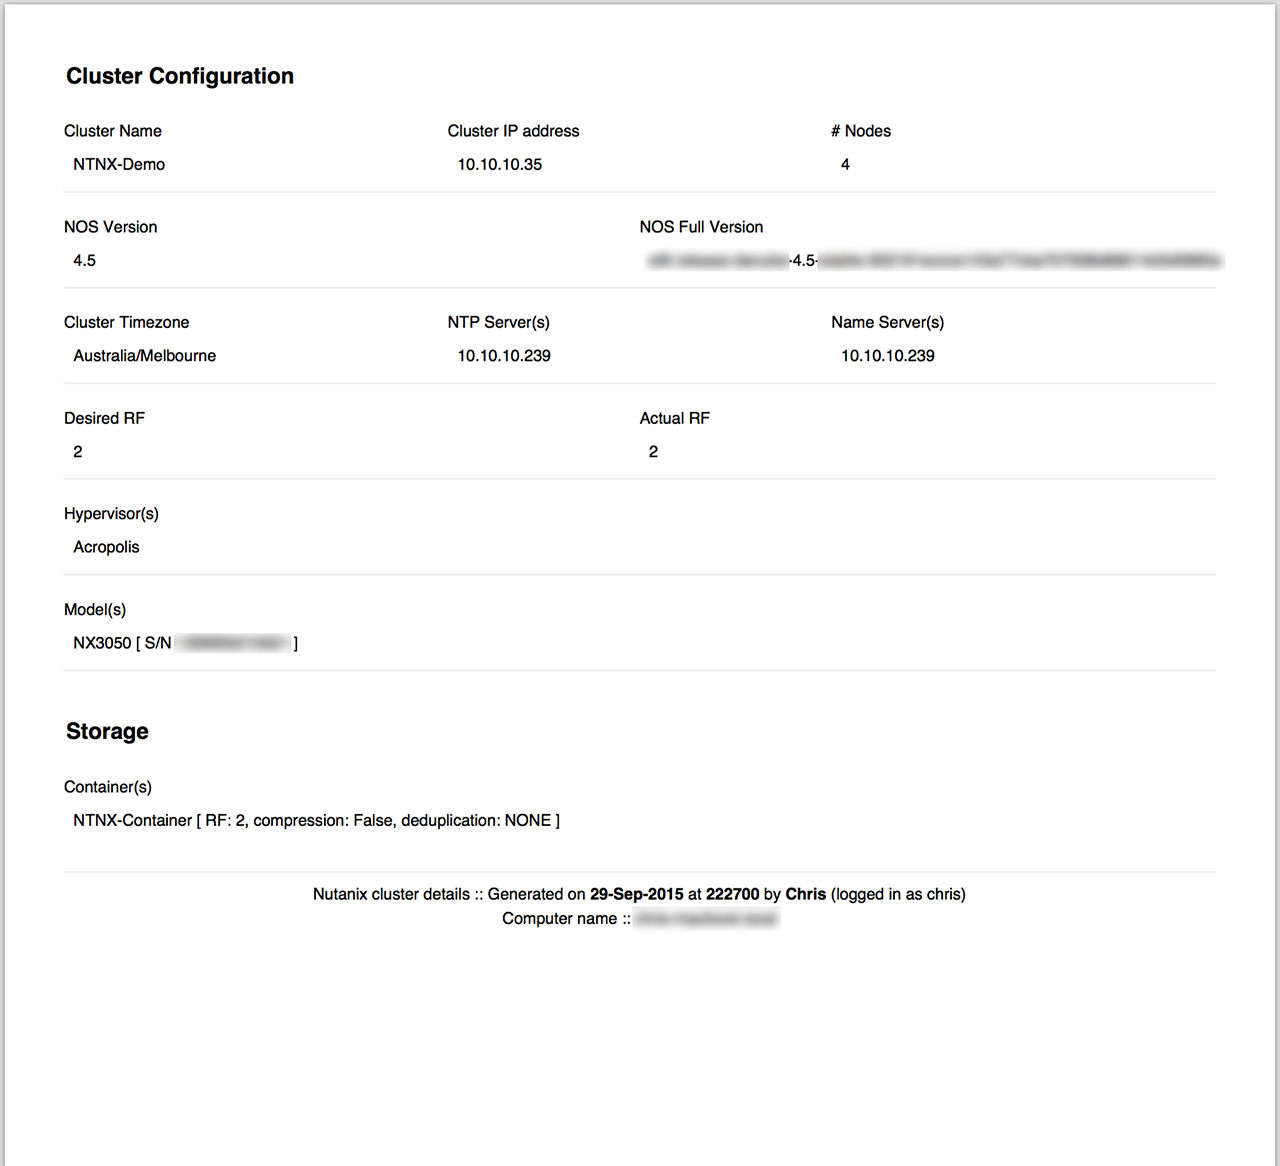 Cluster Configuration
Cluster Name Cluster IP address # Nodes
NTNX-Demo 10.10.10.35 4
NOS Version NOS Full Version
4.5 -4.5-
Cluster Timezone NTP Server(s) Name Server(s)
Australia/Melbourne 10.10.10.239 10.10.10.239
Desired RF Actual RF
2 2
Hypervisor(s)
Acropolis
Model(s)
NX3050 [ S/N ]
Storage
Container(s)
NTNX-Container [ RF: 2, compression: False, deduplication: NONE ]
Nutanix cluster details :: Generated on 29-Sep-2015 at 222700 by Chris (logged in as chris)
Computer name ::